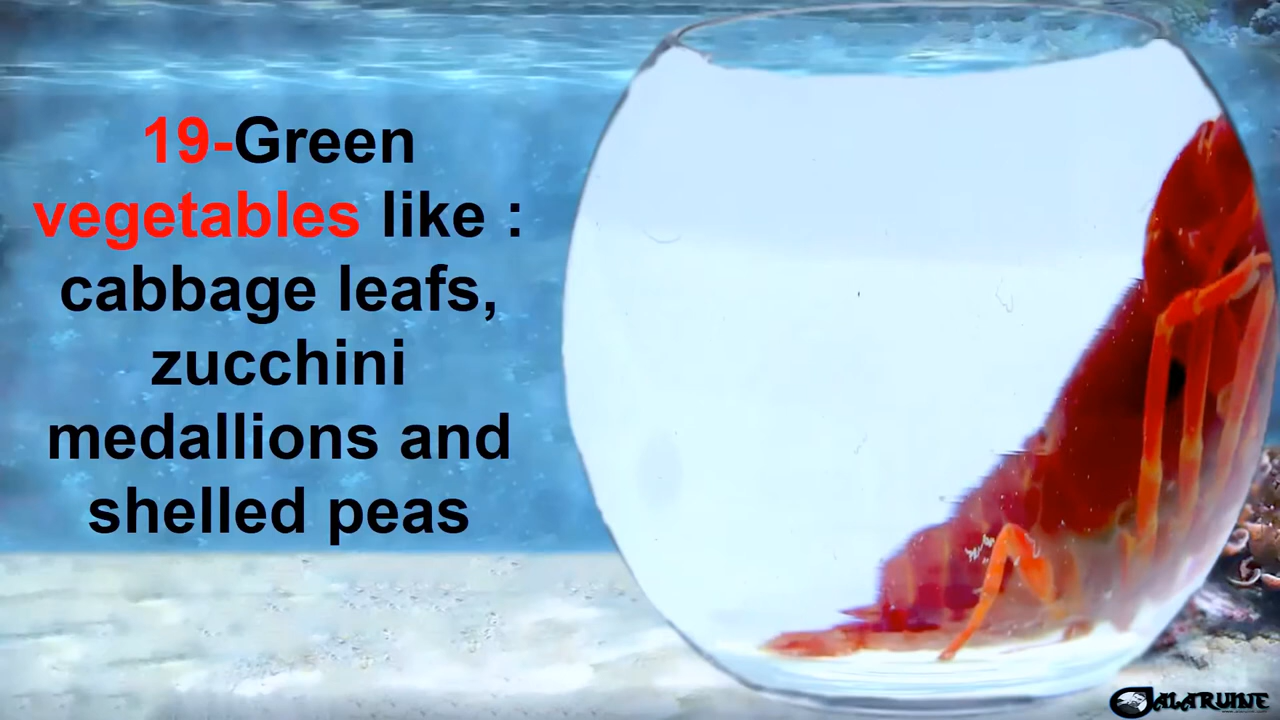 19-Green
vegetables like :
cabbage leafs,
zucchini
medallions and
shelled peas